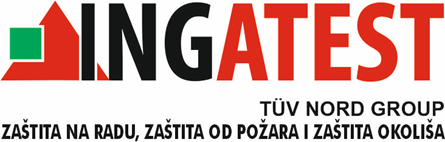 INGATEST
TÜV NORD GROUP
ZAŠTITA NA RADU, ZAŠTITA OD POŽARA I ZAŠTITA OKOLIŠA